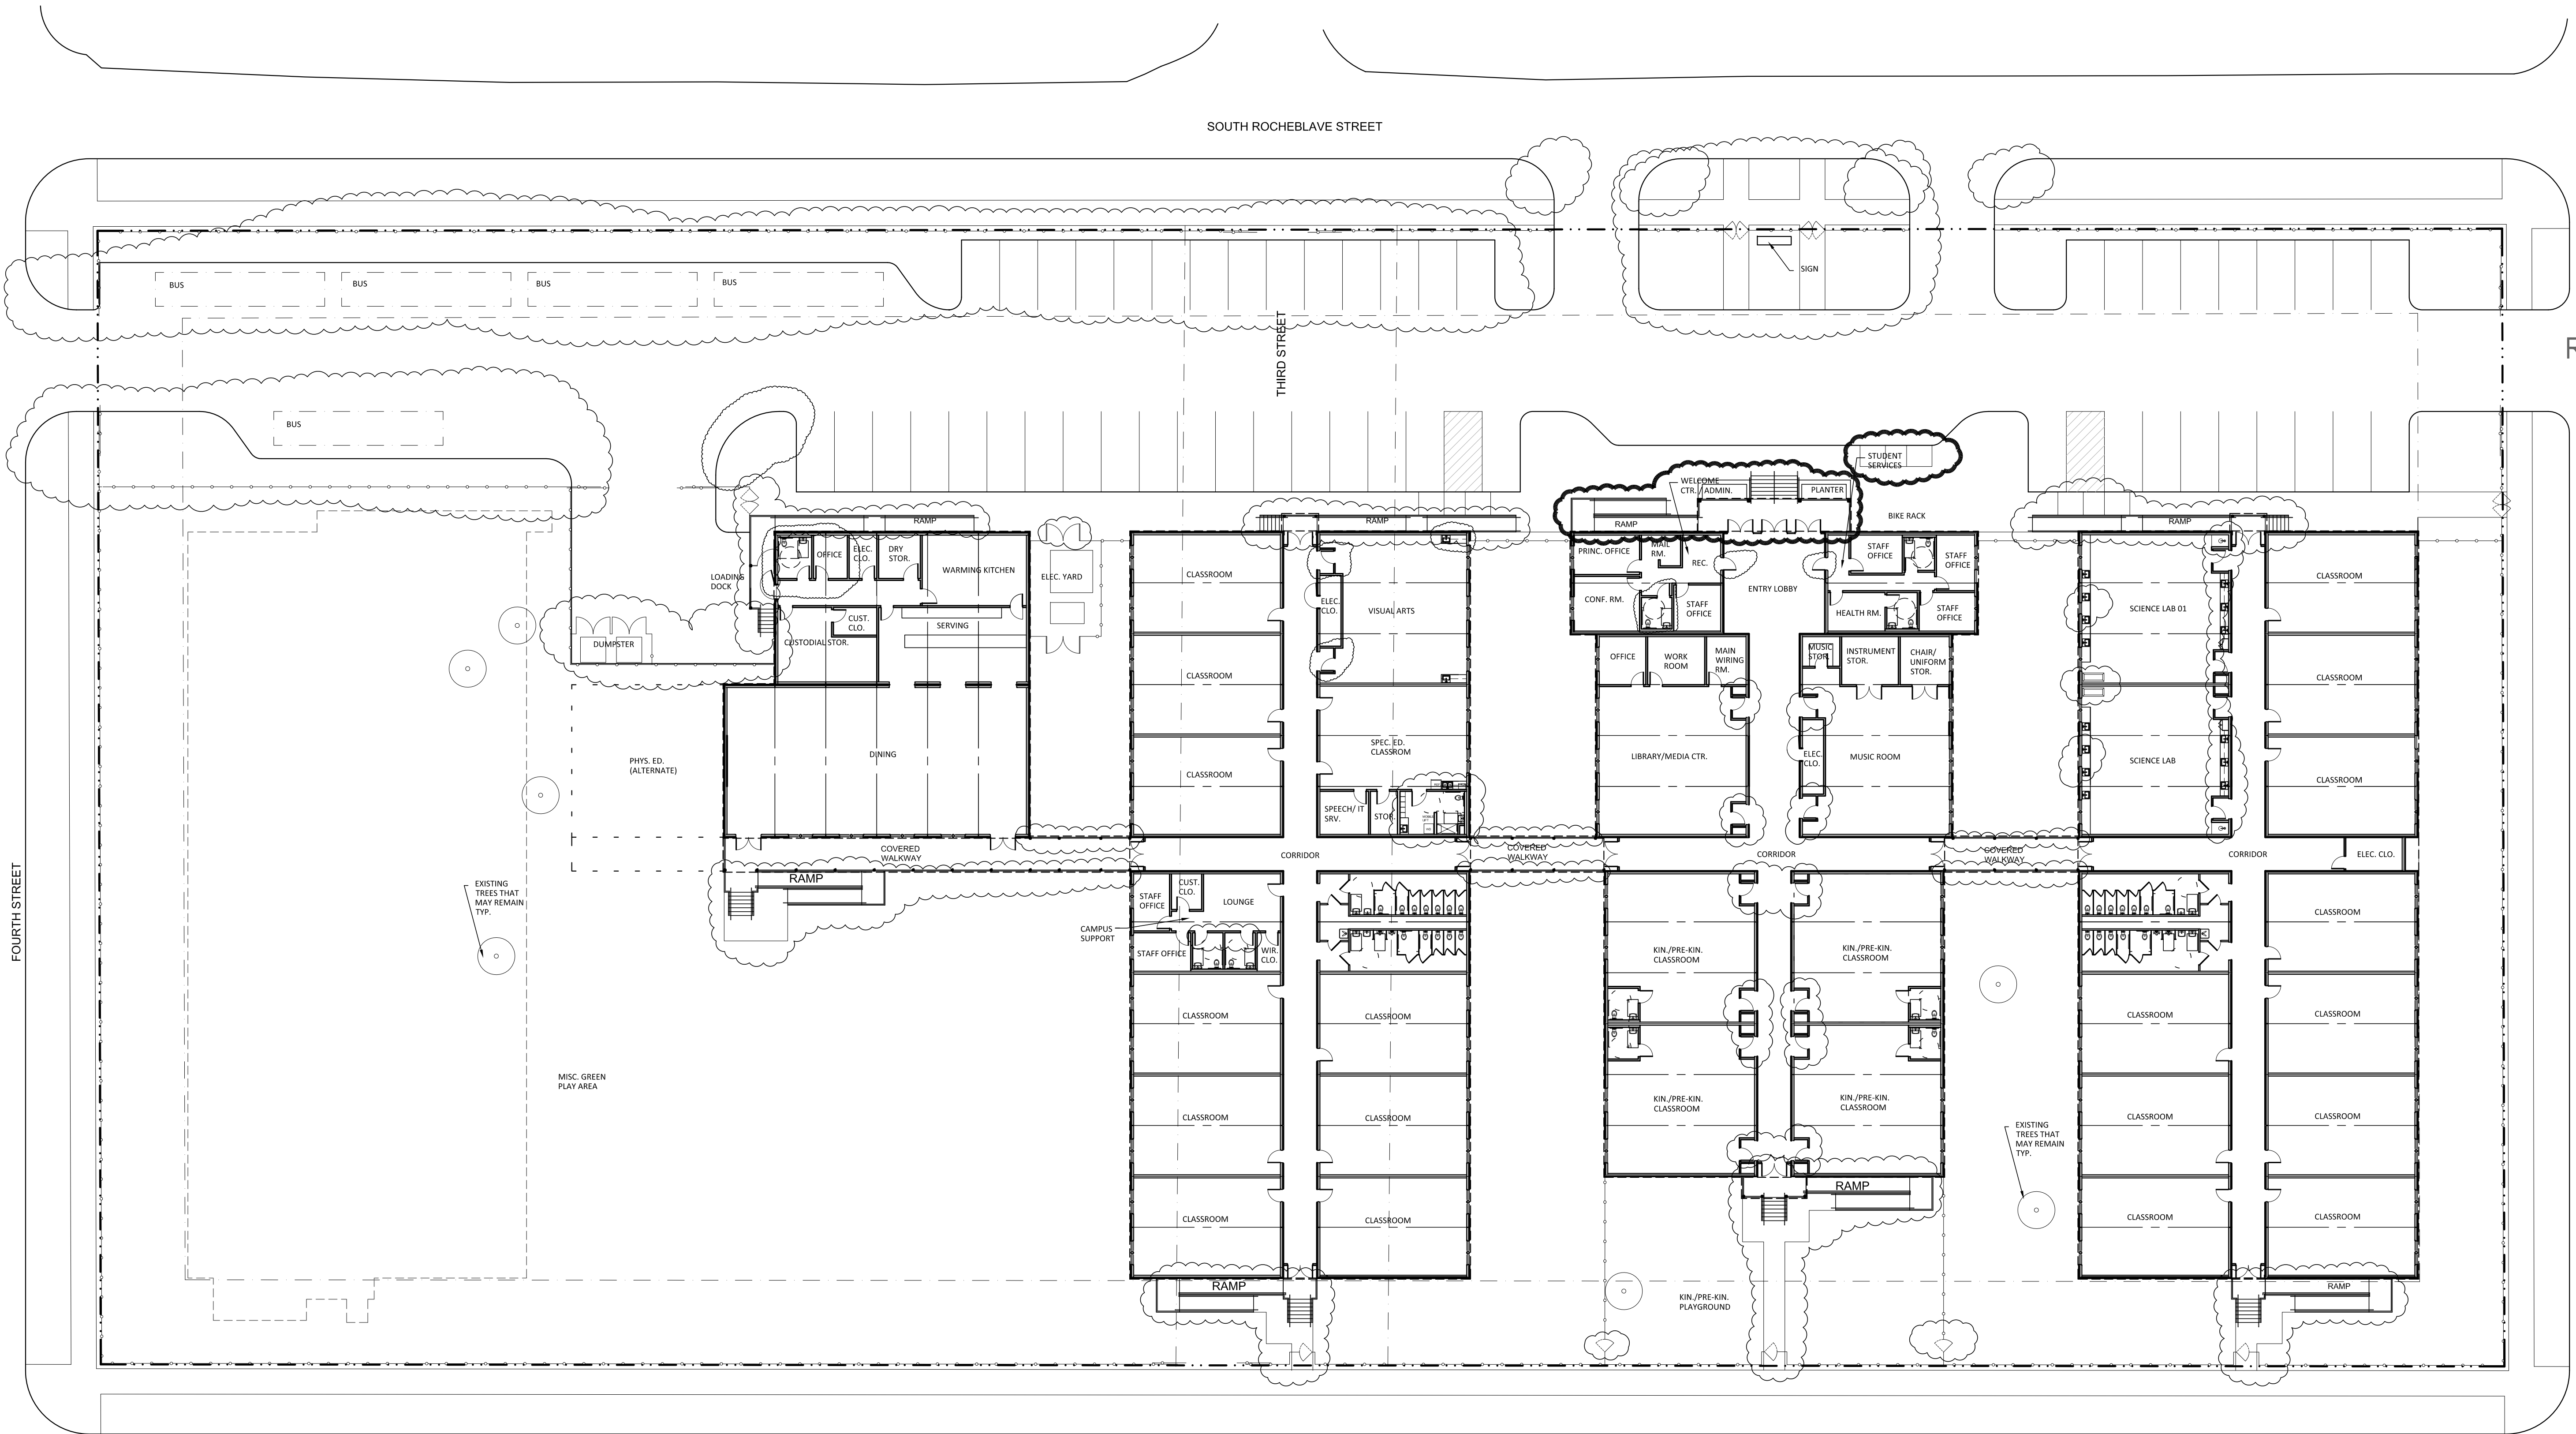 SOUTH ROCHEBLAVE STREET
SIGN
BUS
BUS
BUS
BUS
THIRD STREET
R
BUS
STUDENT
SERVICES
WELCOME
CTR./ ADMIN.
PLANTER
BIKE RACK
RAMP
RAMP
RAMP
RAMP
OFFICE
ELEC.
CLO.
DRY
STOR.
WARMING KITCHEN
LOADING
DOCK
ELEC. YARD
CUST.
CLO.
SERVING
CUSTODIAL STOR.
DUMPSTER
CLASSROOM
CLASSROOM
CLASSROOM
ELEC.
CLO.
VISUAL ARTS
SPEC. ED.
CLASSROM
SPEECH/ IT
SRV.
STOR.
PRINC. OFFICE
MAIL
RM.
REC.
CONF. RM.
STAFF
OFFICE
ENTRY LOBBY
STAFF
OFFICE
STAFF
OFFICE
HEALTH RM.
STAFF
OFFICE
OFFICE
WORK
ROOM
MAIN
WIRING
RM.
MUSIC
STOR.
INSTRUMENT
STOR.
CHAIR/
UNIFORM
STOR.
LIBRARY/MEDIA CTR.
ELEC.
CLO.
MUSIC ROOM
SCIENCE LAB 01
SCIENCE LAB
CLASSROOM
CLASSROOM
CLASSROOM
PHYS. ED.
(ALTERNATE)
DINING
COVERED
WALKWAY
CORRIDOR
COVERED
WALKWAY
CORRIDOR
COVERED
WALKWAY
CORRIDOR
ELEC. CLO.
FOURTH STREET
EXISTING
TREES THAT
MAY REMAIN
TYP.
RAMP
STAFF
OFFICE
CUST.
CLO.
LOUNGE
CAMPUS
SUPPORT
STAFF OFFICE
WIR.
CLO.
KIN./PRE-KIN.
CLASSROOM
KIN./PRE-KIN.
CLASSROOM
CLASSROOM
CLASSROOM
CLASSROOM
CLASSROOM
CLASSROOM
MISC. GREEN
PLAY AREA
KIN./PRE-KIN.
CLASSROOM
KIN./PRE-KIN.
CLASSROOM
CLASSROOM
CLASSROOM
CLASSROOM
CLASSROOM
EXISTING
TREES THAT
MAY REMAIN
TYP.
RAMP
CLASSROOM
CLASSROOM
CLASSROOM
CLASSROOM
RAMP
KIN./PRE-KIN.
PLAYGROUND
RAMP